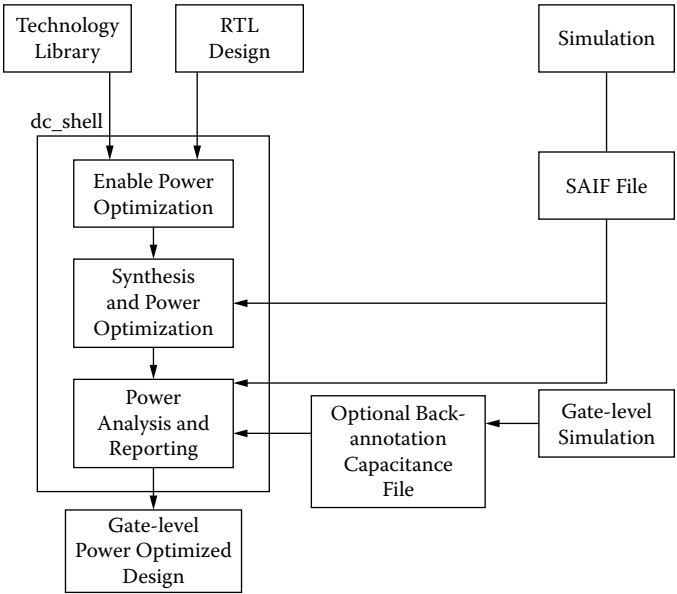 Technology
Library
RTL
Design
Simulation
dc_shell
Enable Power
Optimization
SAIF File
Synthesis
and Power
Optimization
Power
Analysis and
Reporting
Optional Back-
annotation
Capacitance
File
Gate-level
Simulation
Gate-level
Power Optimized
Design